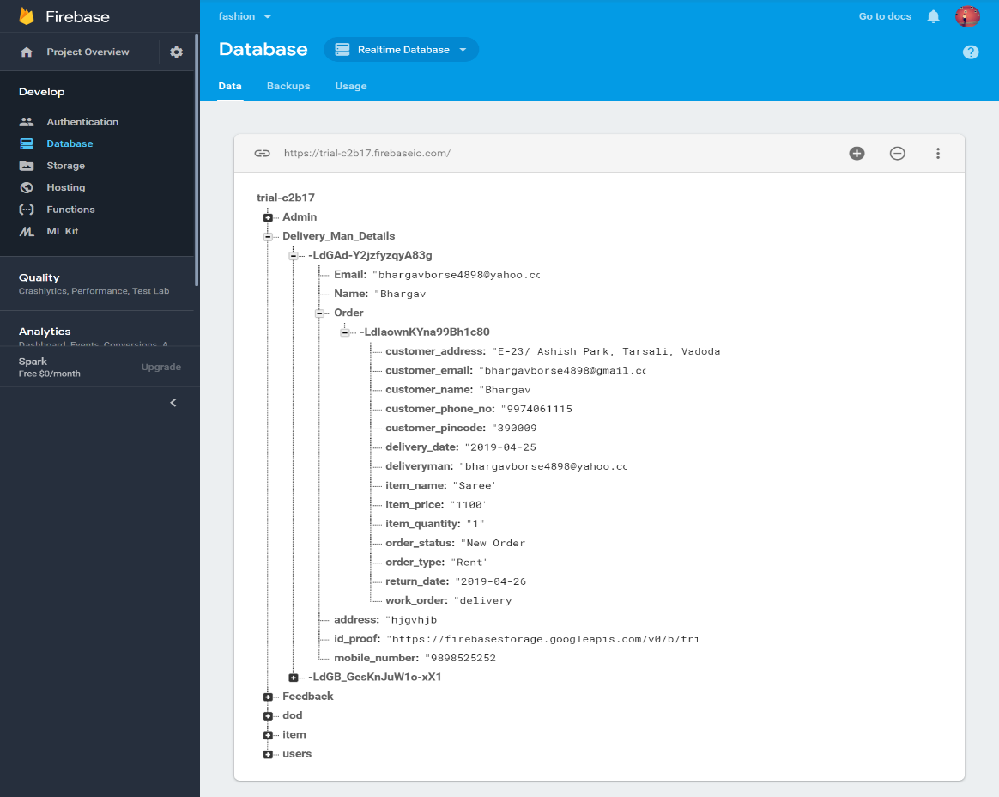 Firebase
Project Overview
Develop
Authentication
Database
Storage
Hosting
Functions
ML Kit
Quality
Crashlytics, Performance, Test Lab
Analytics
Dashboard, Events, Conversions, A
Spark
Free $0/month
Upgrade
fashion
Go to docs
Database
Realtime Database
Data Backups Usage
https://trial-c2b17.firebaseio.com/
trial-c2b17
Admin
Delivery_Man_Details
-LdGAd-Y2jzfyzqyA83g
Email: "bhargavborse4898@yahoo.cc
Name: "Bhargav
Order
-LdIaownKYna99Bh1c80
customer_address: "E-23/ Ashish Park, Tarsali, Vadoda
customer_email: "bhargavborse4898@gmail.cc
customer_name: "Bhargav
customer_phone_no: "9974061115
customer_pincode: "390009
delivery_date: "2019-04-25
deliveryman: "bhargavborse4898@yahoo.cc
item_name: "Saree'
item_price: "1100'
item_quantity: "1"
order_status: "New Order
order_type: "Rent'
return_date: "2019-04-26
work_order: "delivery
address: "hjgvhjb
id_proof: "https://firebasestorage.googleapis.com/v0/b/tri
mobile_number: "9898525252
-LdGB_GesKnJuW1o-xX1
Feedback
dod
item
users